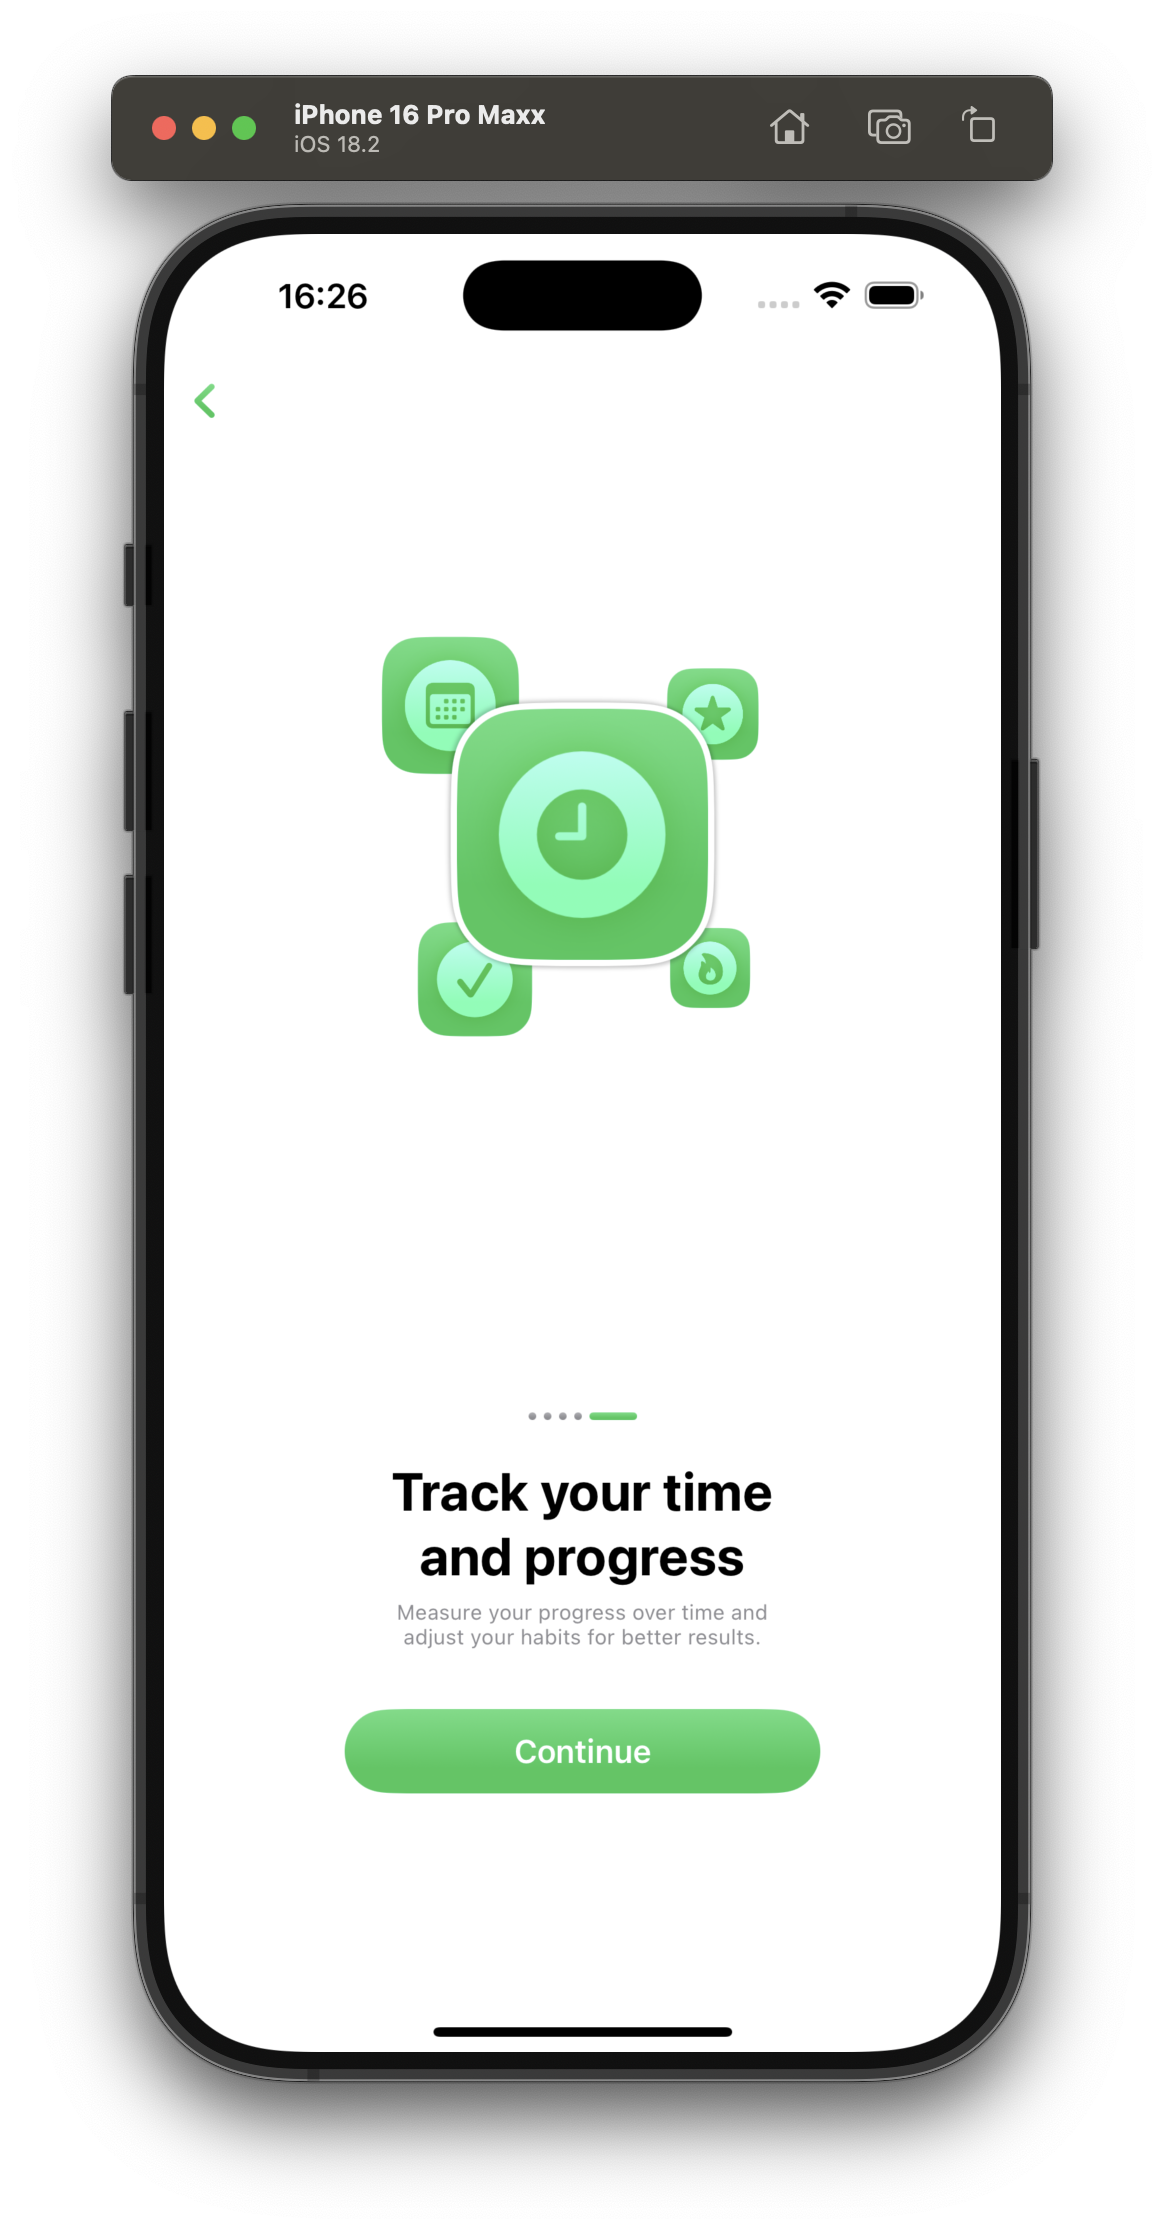 iPhone 16 Pro Maxx
iOS 18.2
16:26
Track your time
and progress
Measure your progress over time and
adjust your habits for better results.
Continue